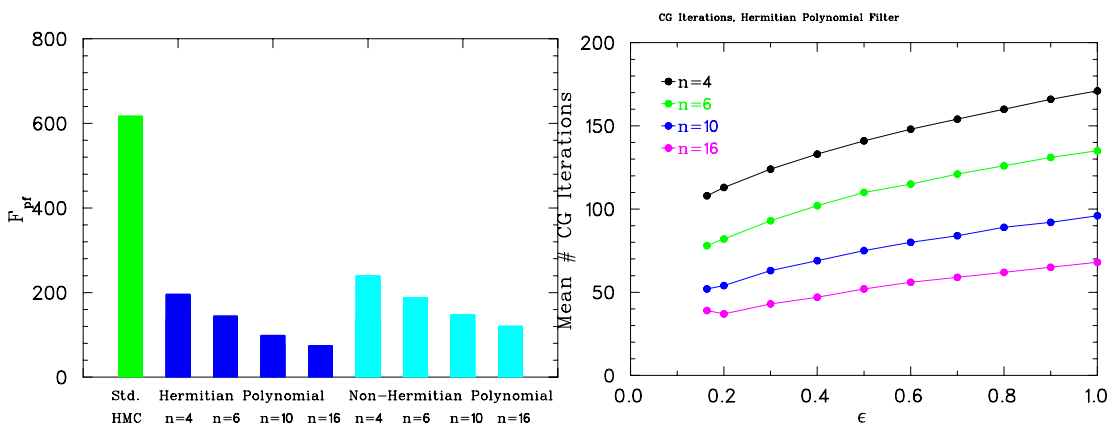 CG Iterations, Hermitian Polynomial Filter
800
600
400
200
0
F_pf
Std. Hermitian Polynomial Non-Hermitian Polynomial
HMC n=4 n=6 n=10 n=16 n=4 n=6 n=10 n=16
Mean # CG Iterations
200
150
100
50
0
n=4
n=6
n=10
n=16
0.0 0.2 0.4 0.6 0.8 1.0
ϵ